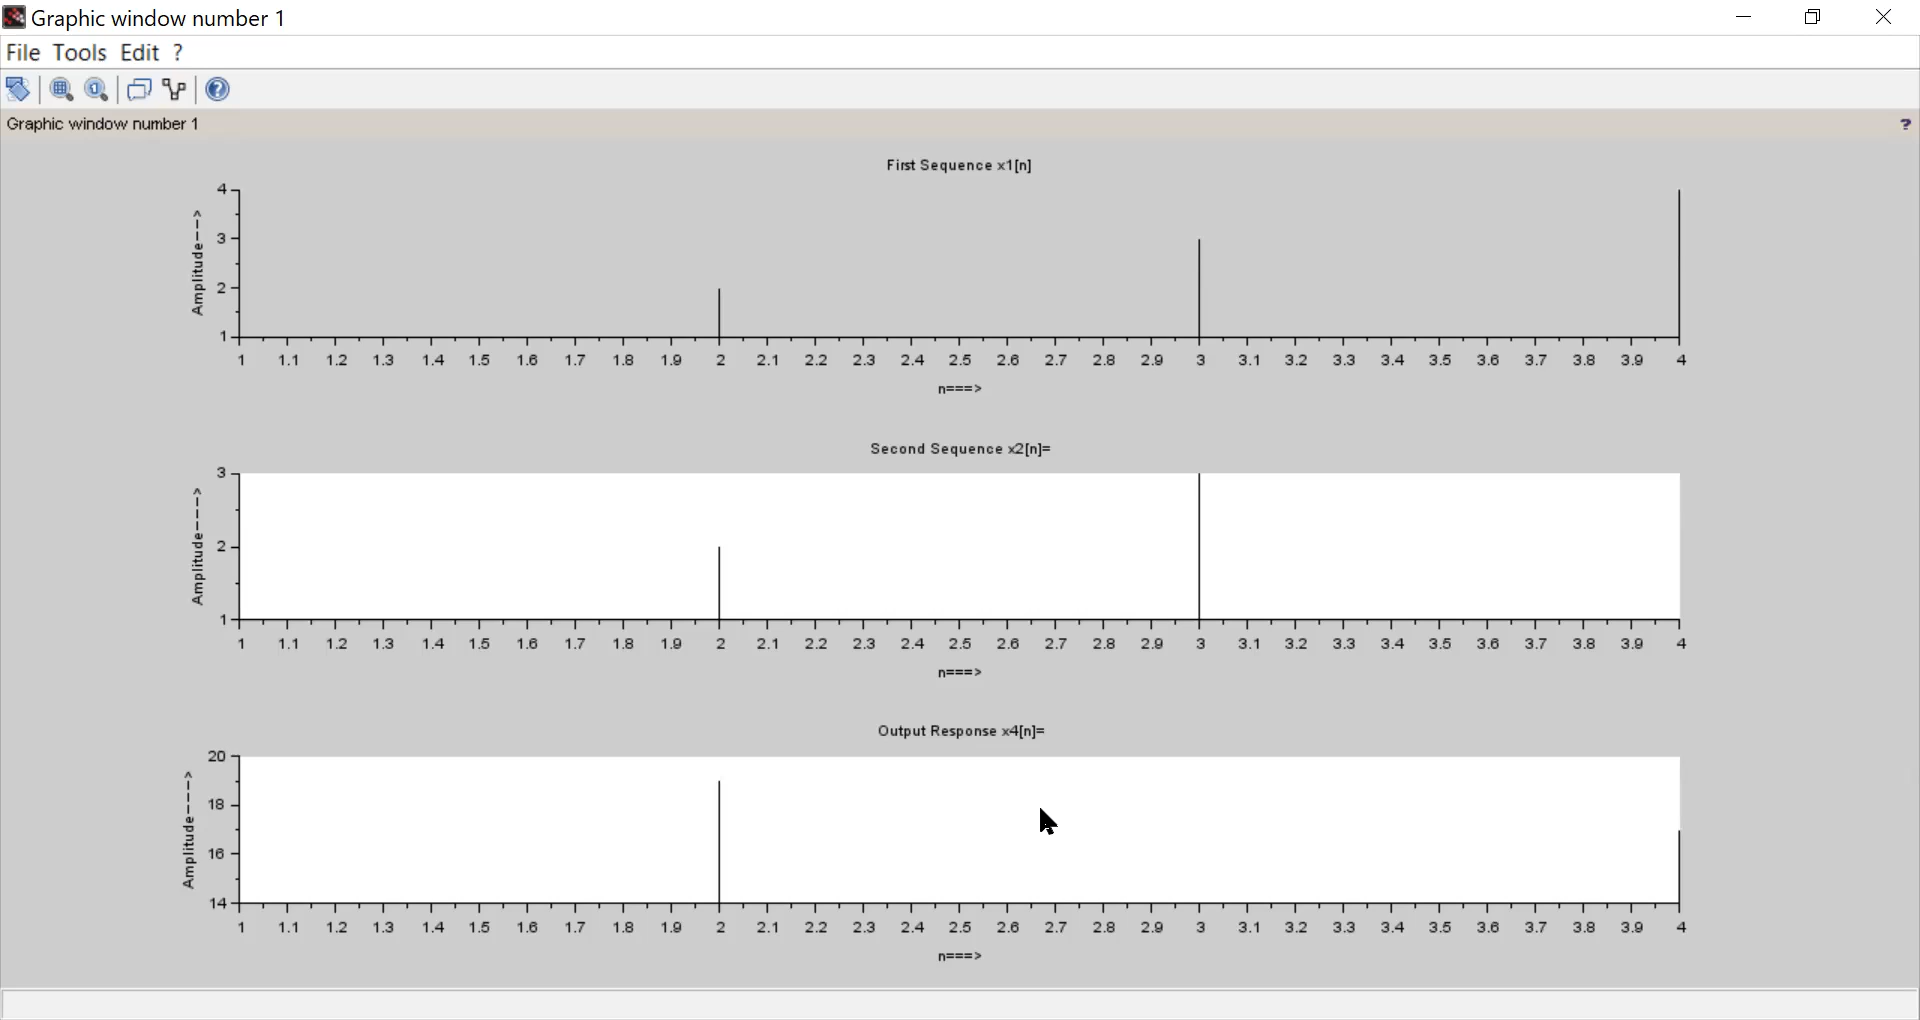 Graphic window number 1
File Tools Edit ?
Graphic window number 1 ?
First Sequence x1[n]
Amplitude--->
4
3
2
1
1 1.1 1.2 1.3 1.4 1.5 1.6 1.7 1.8 1.9 2 2.1 2.2 2.3 2.4 2.5 2.6 2.7 2.8 2.9 3 3.1 3.2 3.3 3.4 3.5 3.6 3.7 3.8 3.9 4
n===>
Second Sequence x2[n]=
Amplitude---->
3
2
1
1 1.1 1.2 1.3 1.4 1.5 1.6 1.7 1.8 1.9 2 2.1 2.2 2.3 2.4 2.5 2.6 2.7 2.8 2.9 3 3.1 3.2 3.3 3.4 3.5 3.6 3.7 3.8 3.9 4
n===>
Output Response x4[n]=
Amplitude---->
20
18
16
14
1 1.1 1.2 1.3 1.4 1.5 1.6 1.7 1.8 1.9 2 2.1 2.2 2.3 2.4 2.5 2.6 2.7 2.8 2.9 3 3.1 3.2 3.3 3.4 3.5 3.6 3.7 3.8 3.9 4
n===>